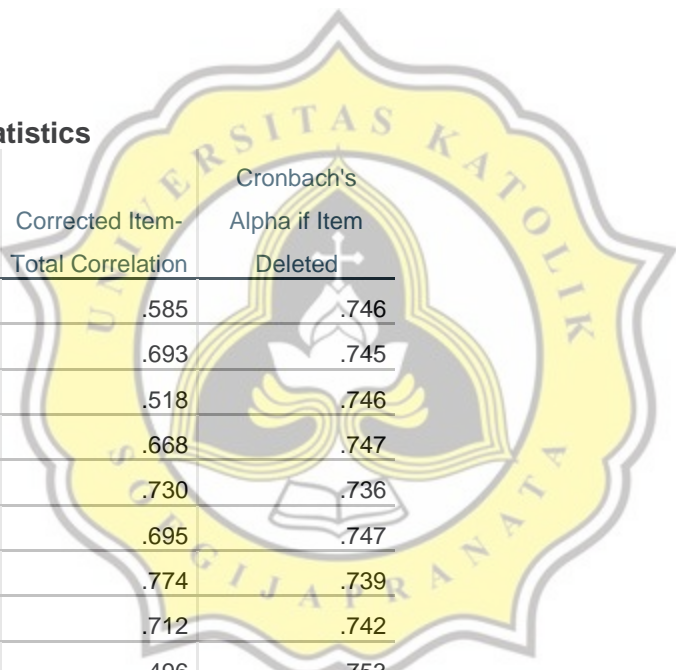 atistics
Cronbach's
Corrected Item- Alpha if Item
Total Correlation Deleted
.585 .746
.693 .745
.518 .746
.668 .747
.730 .736
.695 .747
.774 .739
.712 .742
UNIVERSITAS KATOLIK
SOEGIJAPRANATA